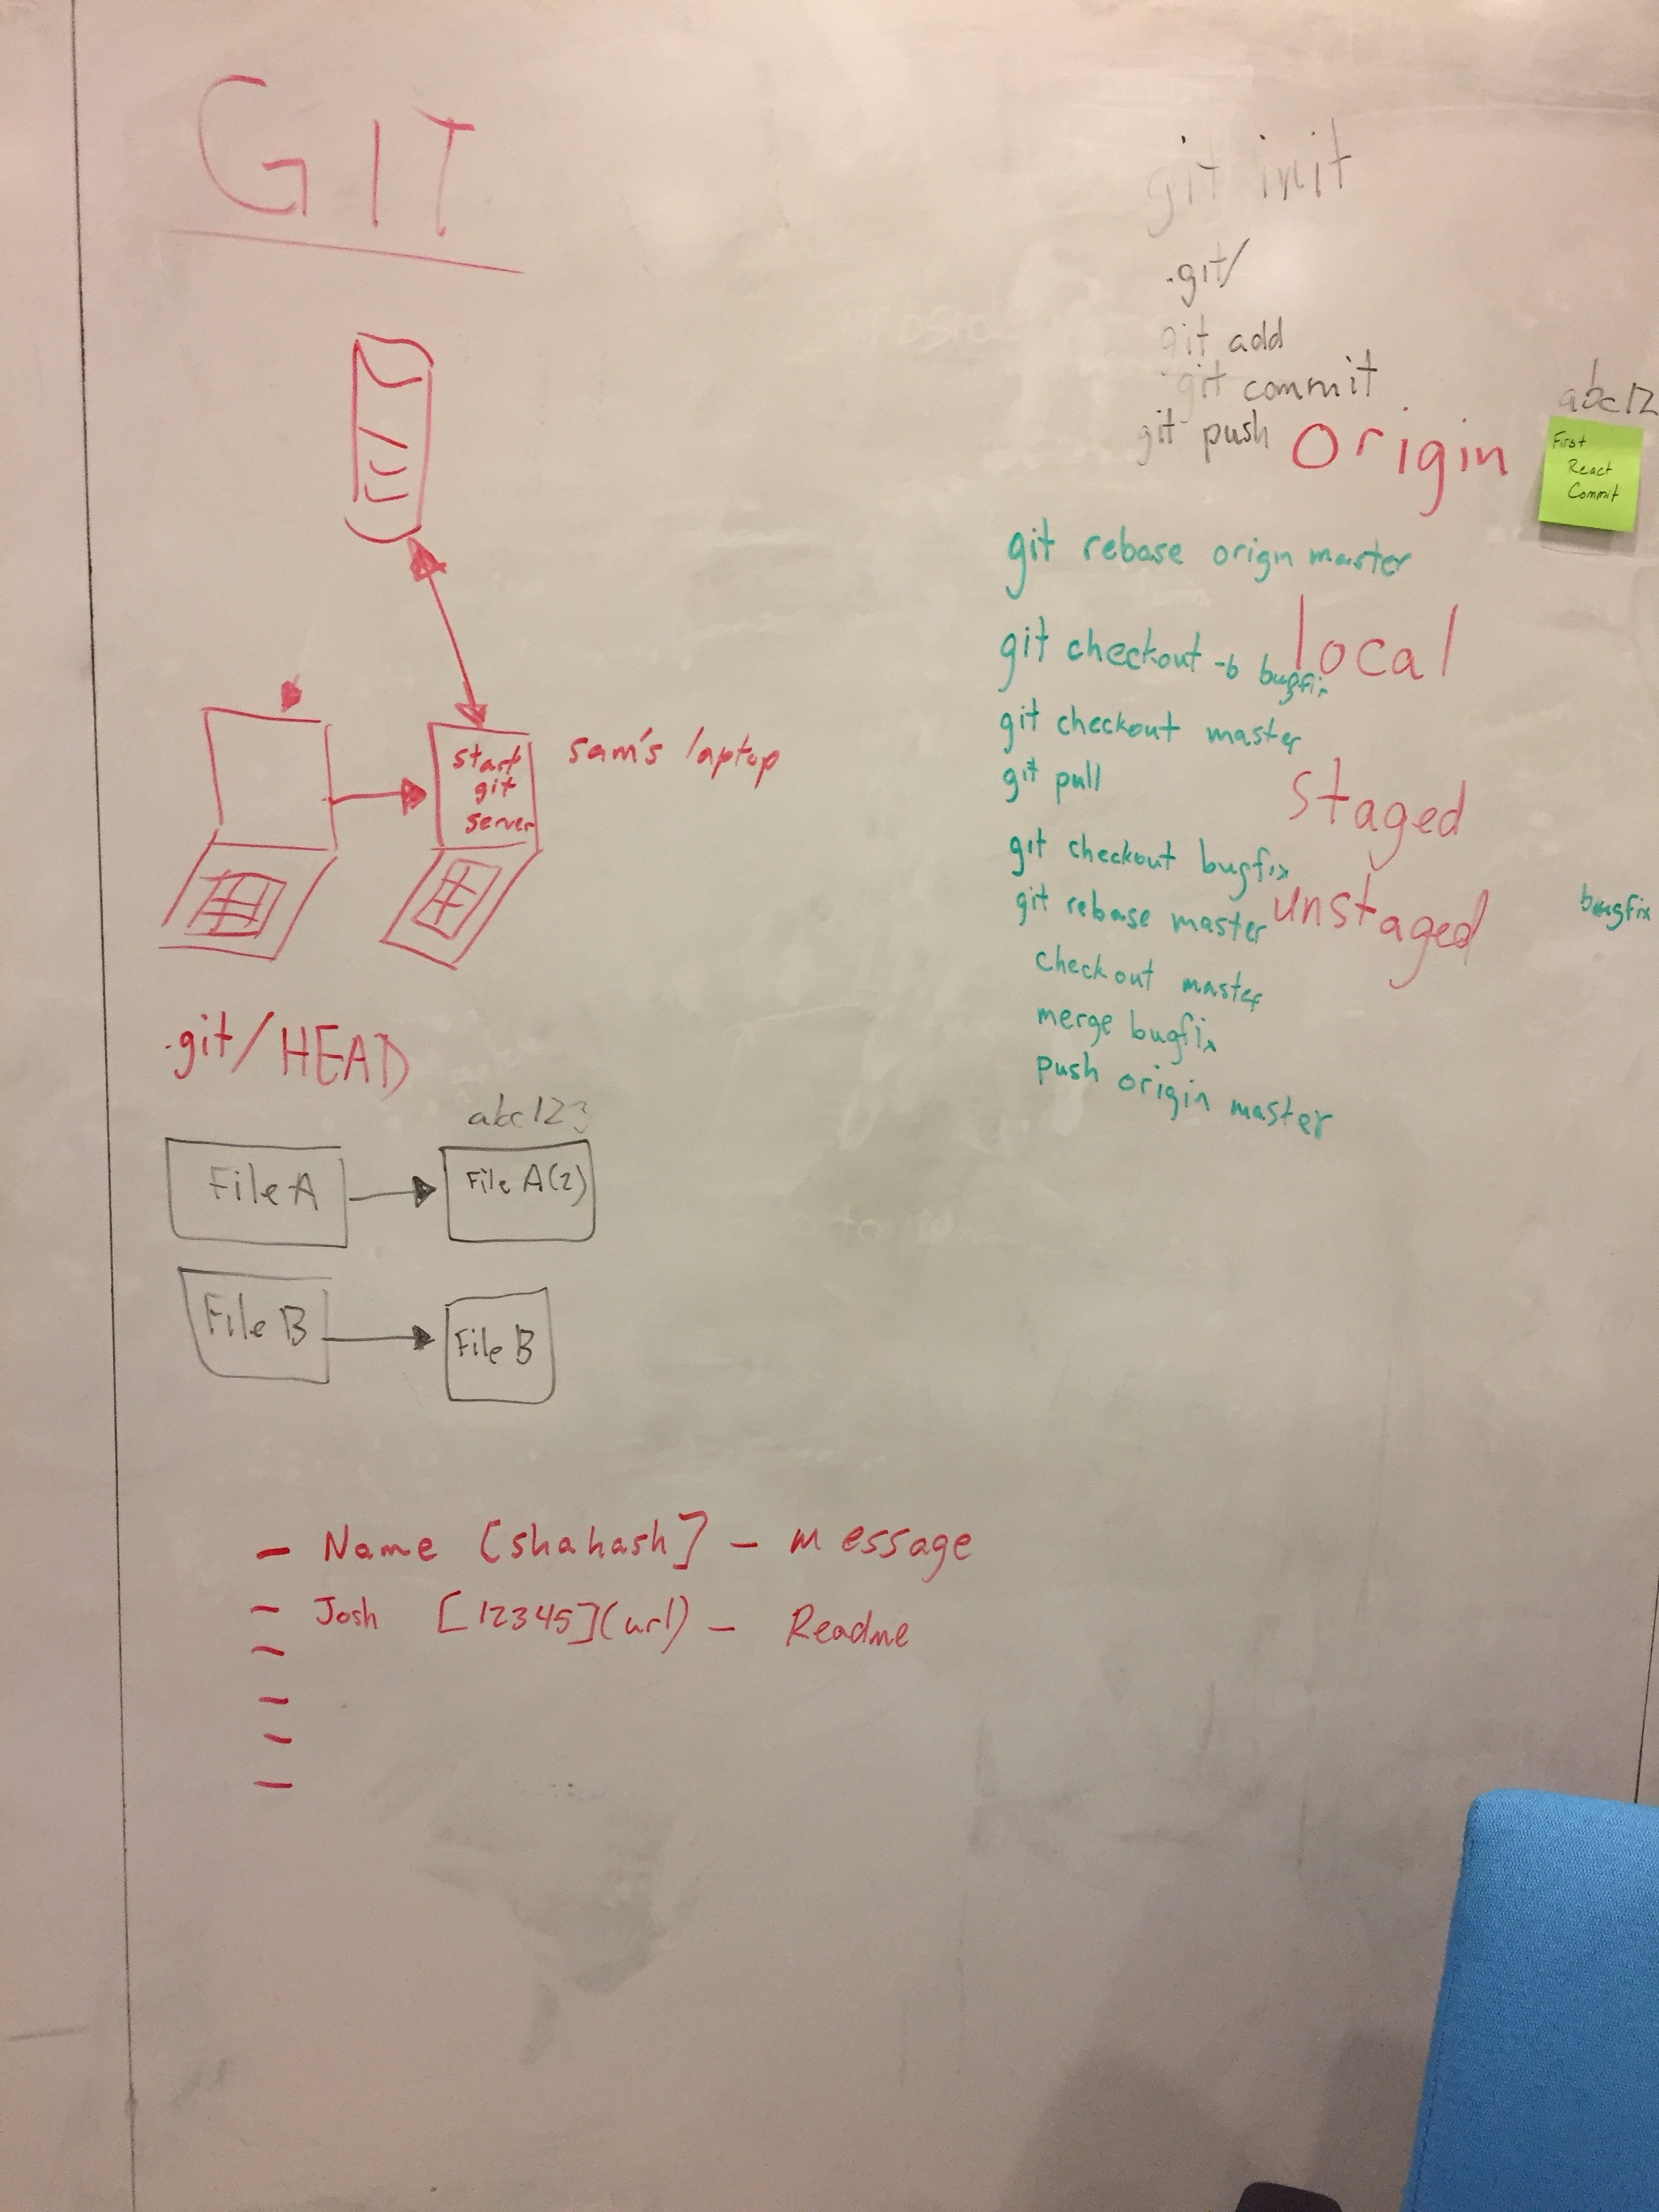 GIT
git init
.git/
git add
git commit
git push
origin
abc12
First
React
Commit
git rebase origin master
local
git checkout -b bugfix
git checkout master
git pull
staged
git checkout bugfix
git rebase master
unstaged
bugfix
checkout master
merge bugfix
push origin master
start
git
server
sam's laptop
.git/HEAD
abc123
File A
File A(2)
File B
File B
- Name [shahash] - message
- Josh [12345](url) - Readme
-
-
-
-